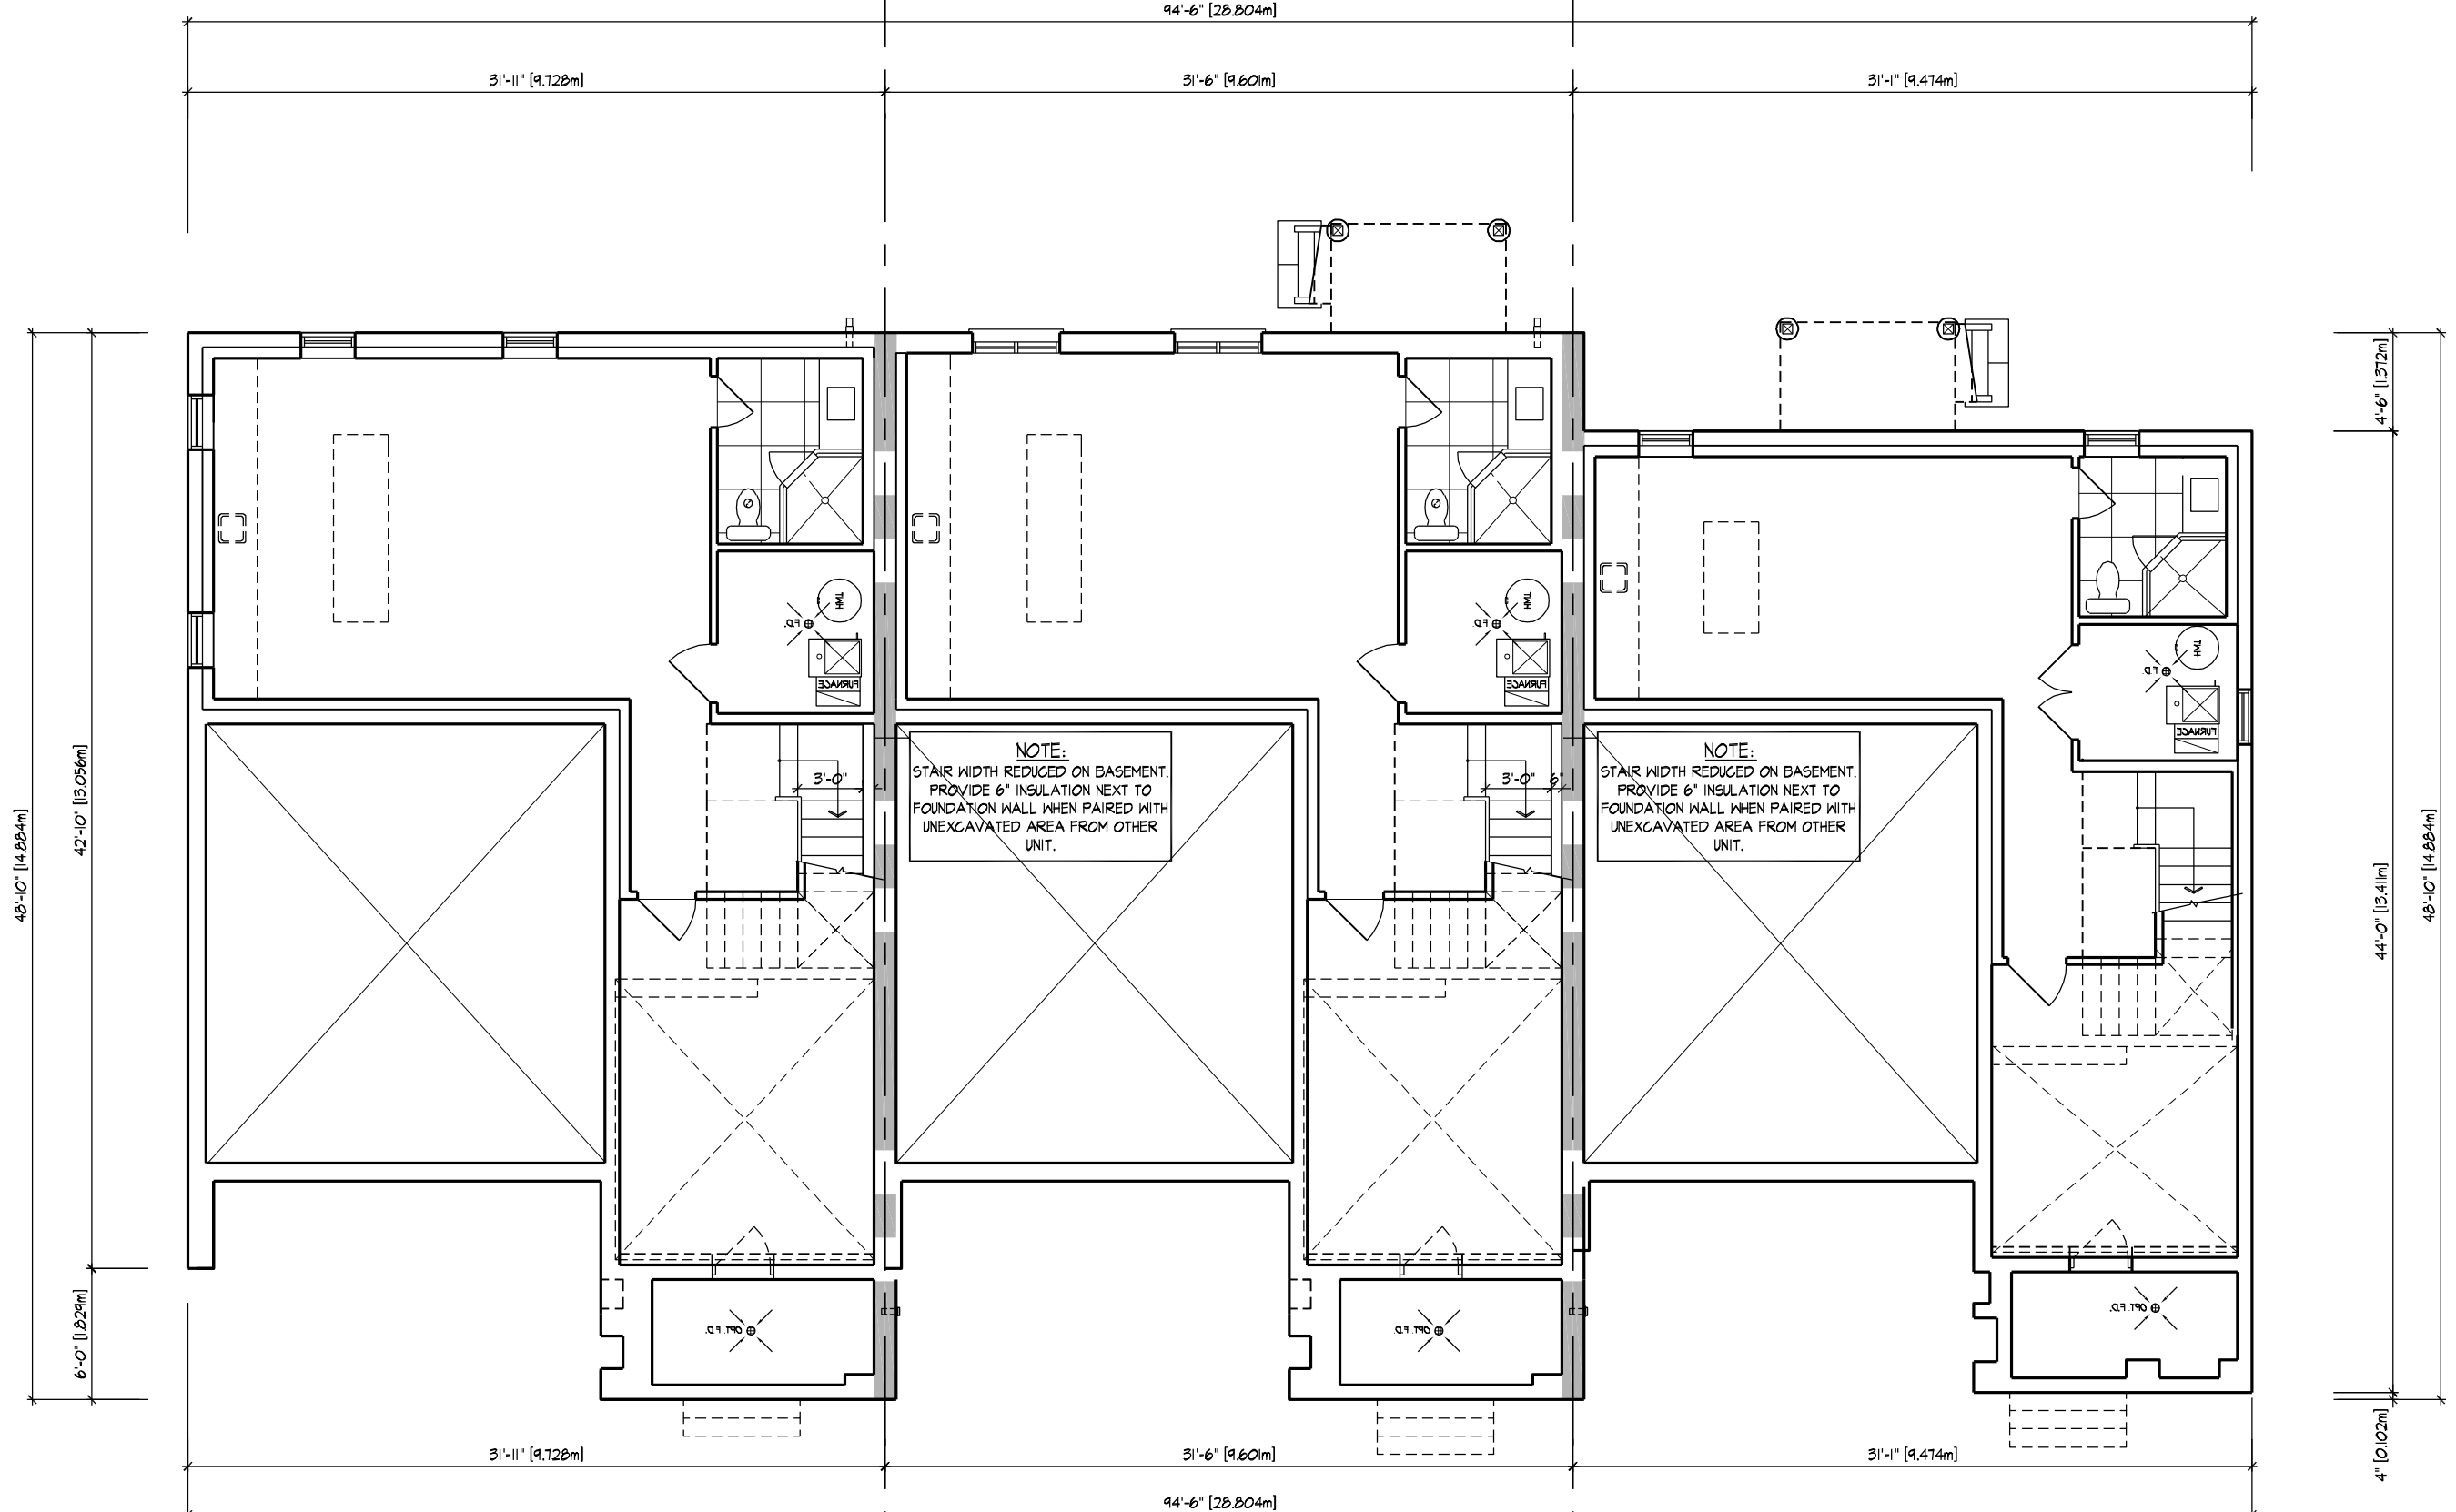 94'-6" [28.804m]
31'-11" [9.728m]
31'-6" [9.601m]
31'-1" [9.474m]
4'-6" [1.372m]
HWT
HWT
F.D.
F.D.
HWT
F.D.
FURNACE
FURNACE
FURNACE
NOTE:
STAIR WIDTH REDUCED ON BASEMENT.
PROVIDE 6" INSULATION NEXT TO
FOUNDATION WALL WHEN PAIRED WITH
UNEXCAVATED AREA FROM OTHER
UNIT.
NOTE:
STAIR WIDTH REDUCED ON BASEMENT.
PROVIDE 6" INSULATION NEXT TO
FOUNDATION WALL WHEN PAIRED WITH
UNEXCAVATED AREA FROM OTHER
UNIT.
3'-0"
3'-0"
6"
48'-10" [14.884m]
42'-10" [13.056m]
44'-0" [13.411m]
48'-10" [14.884m]
6'-0" [1.829m]
OPT. F.D.
OPT. F.D.
OPT. F.D.
4" [0.102m]
31'-11" [9.728m]
31'-6" [9.601m]
31'-1" [9.474m]
94'-6" [28.804m]